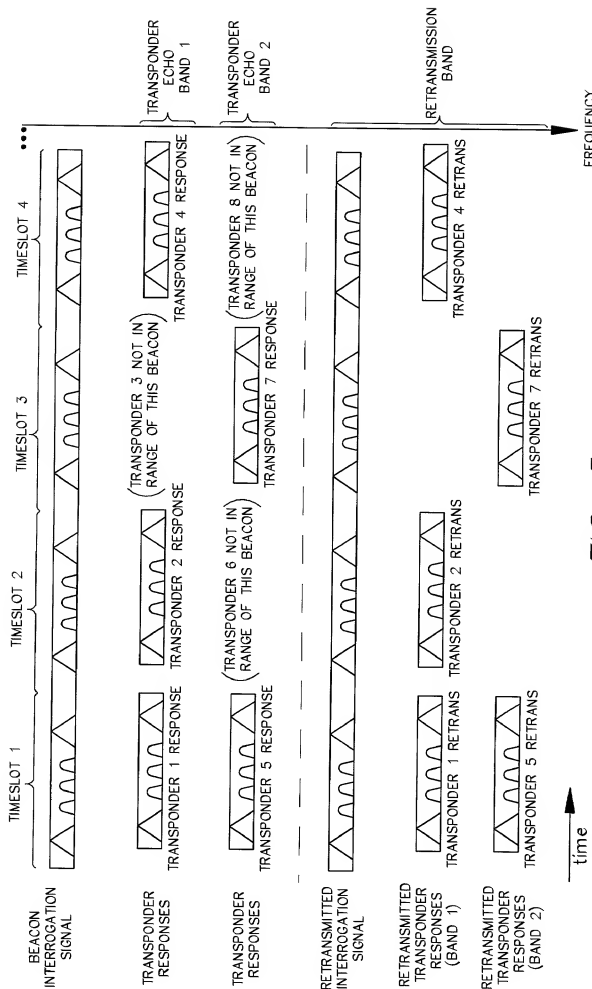 TIMESLOT 1
TIMESLOT 2
TIMESLOT 3
TIMESLOT 4
BEACON
INTERROGATION
SIGNAL
TRANSPONDER
RESPONSES
TRANSPONDER 1 RESPONSE
TRANSPONDER 2 RESPONSE
(TRANSPONDER 3 NOT IN
RANGE OF THIS BEACON)
TRANSPONDER 4 RESPONSE
TRANSPONDER
ECHO
BAND 1
TRANSPONDER
RESPONSES
TRANSPONDER 5 RESPONSE
(TRANSPONDER 6 NOT IN
RANGE OF THIS BEACON)
TRANSPONDER 7 RESPONSE
(TRANSPONDER 8 NOT IN
RANGE OF THIS BEACON)
TRANSPONDER
ECHO
BAND 2
RETRANSMITTED
INTERROGATION
SIGNAL
RETRANSMISSION
BAND
RETRANSMITTED
TRANSPONDER
RESPONSES
(BAND 1)
TRANSPONDER 1 RETRANS
TRANSPONDER 2 RETRANS
TRANSPONDER 4 RETRANS
RETRANSMITTED
TRANSPONDER
RESPONSES
(BAND 2)
TRANSPONDER 5 RETRANS
TRANSPONDER 7 RETRANS
time
FREQUENCY